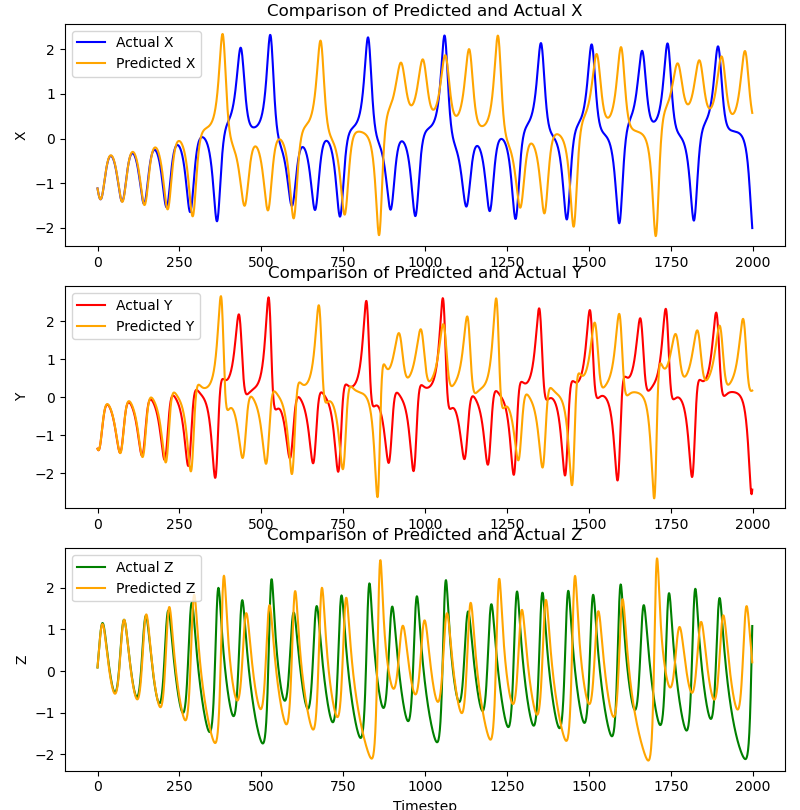 Comparison of Predicted and Actual X
Actual X
Predicted X
X
2
1
0
−1
−2
0 250 500 750 1000 1250 1500 1750 2000
Comparison of Predicted and Actual Y
Actual Y
Predicted Y
Y
2
1
0
−1
−2
0 250 500 750 1000 1250 1500 1750 2000
Comparison of Predicted and Actual Z
Actual Z
Predicted Z
Z
2
1
0
−1
−2
0 250 500 750 1000 1250 1500 1750 2000
Timestep